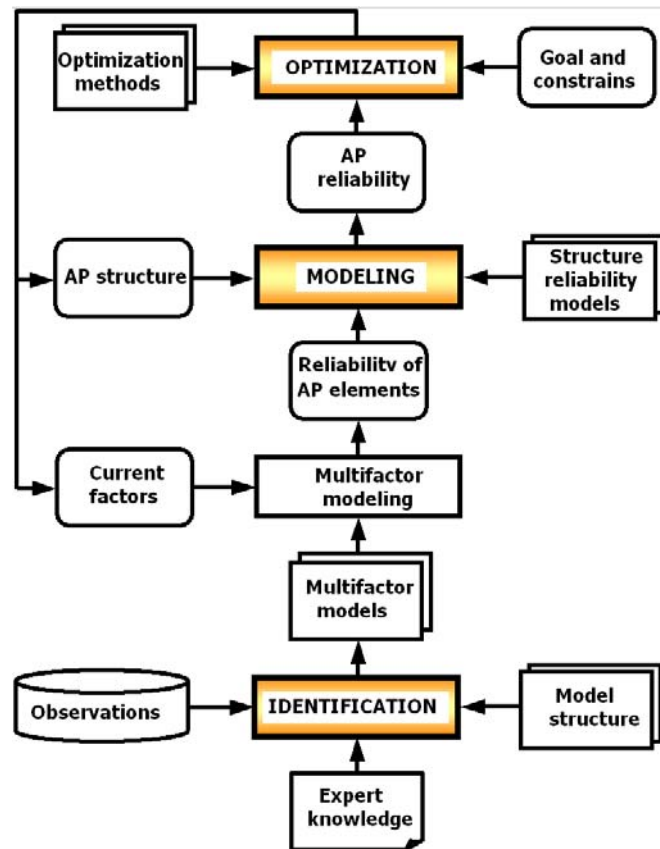 Optimization
methods
OPTIMIZATION
Goal and
constrains
AP
reliability
AP structure
MODELING
Structure
reliability
models
Reliability of
AP elements
Current
factors
Multifactor
modeling
Multifactor
models
Observations
IDENTIFICATION
Model
structure
Expert
knowledge